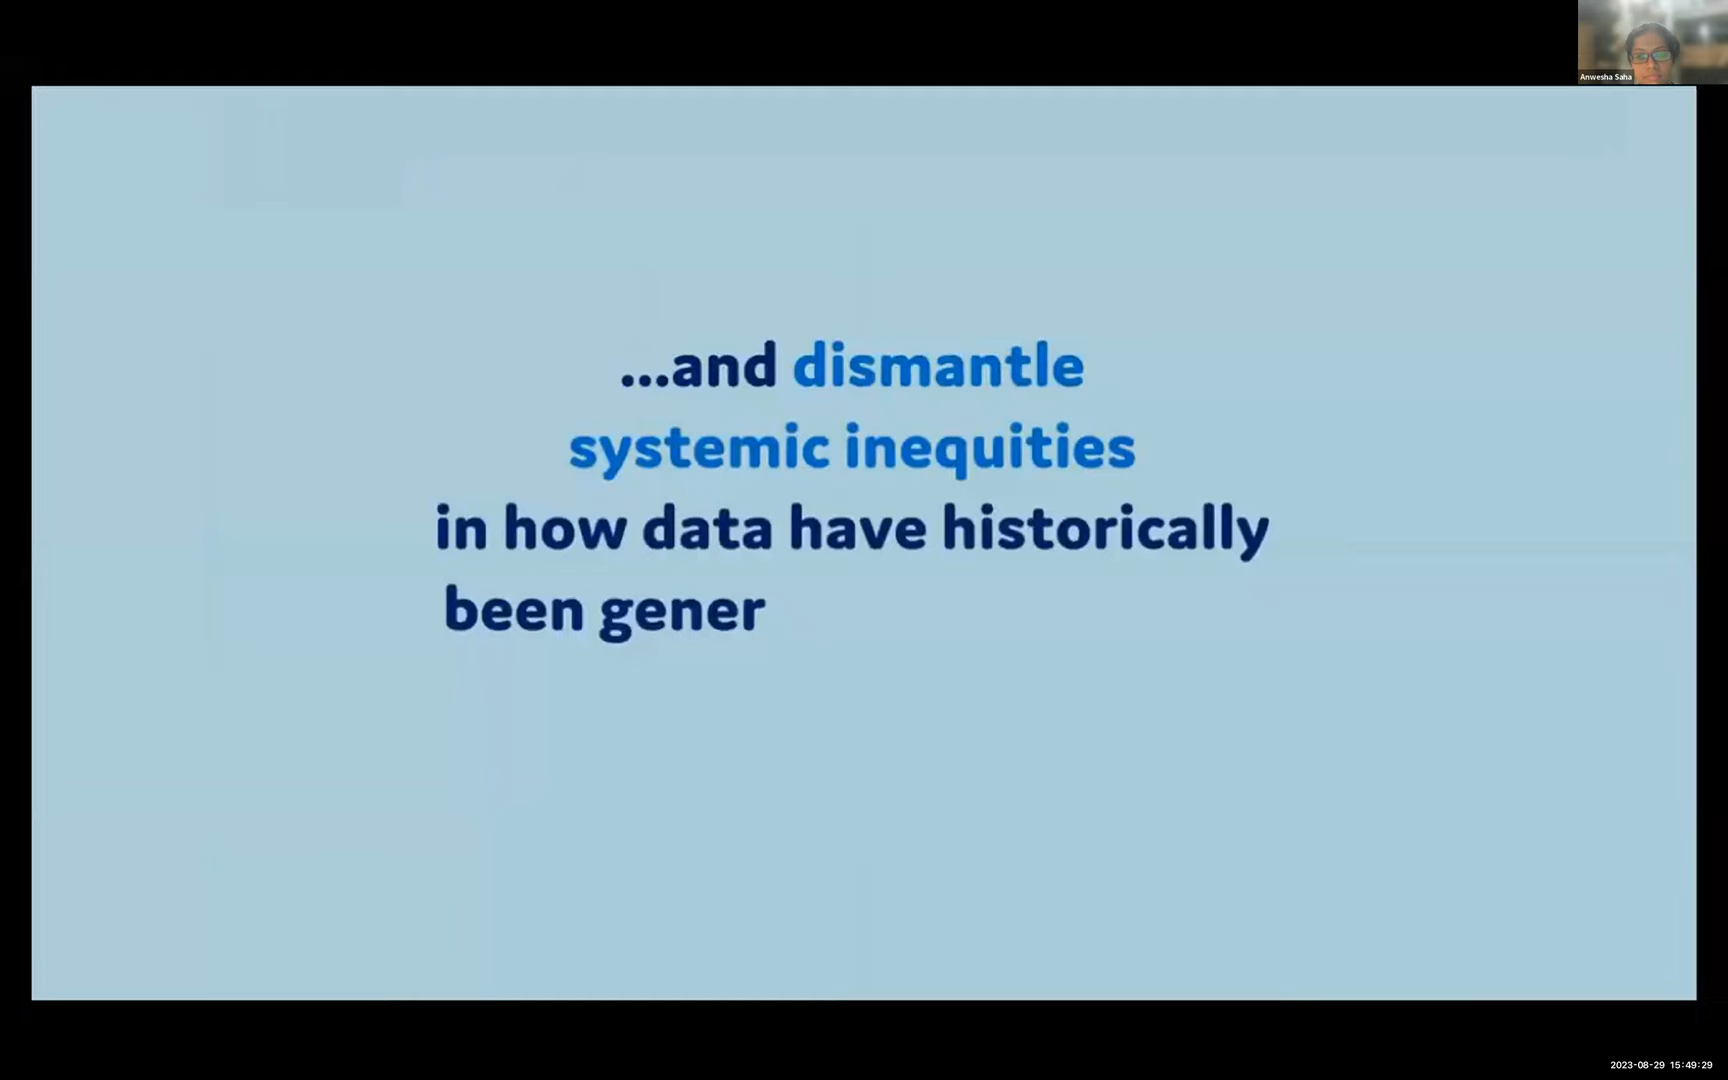 Anwesha Saha
...and dismantle
systemic inequities
in how data have historically
been gener
2023-08-29 15:49:29